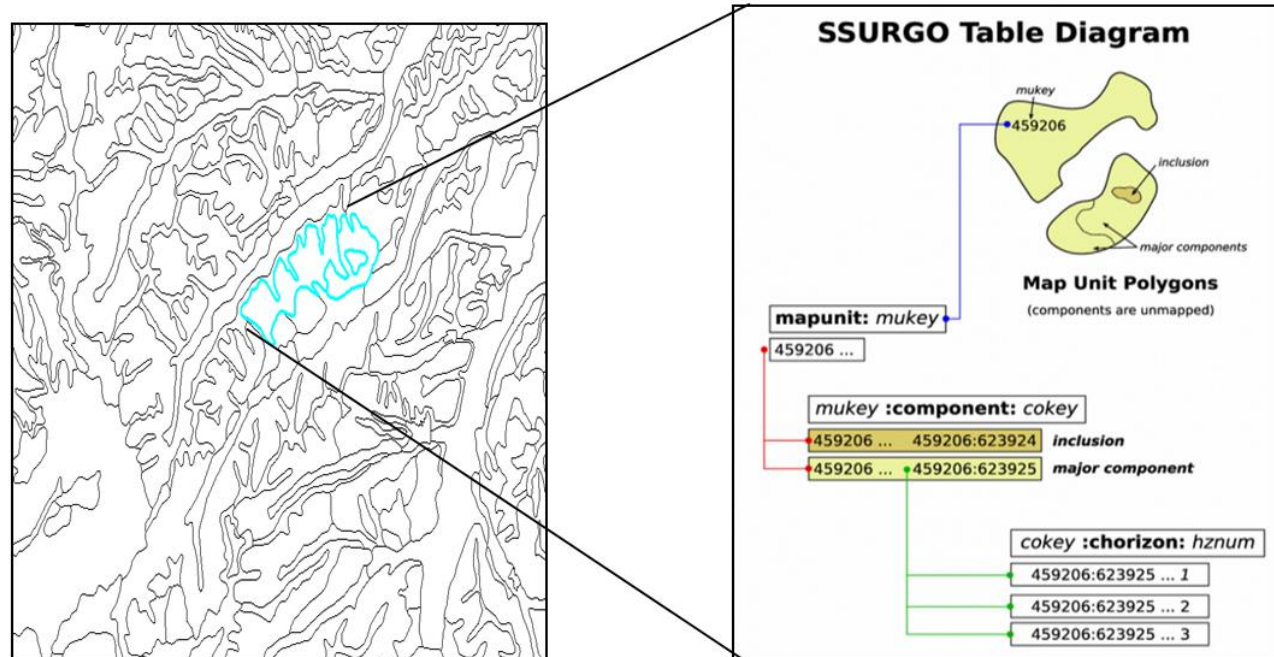 SSURGO Table Diagram
mukey
459206
inclusion
major components
Map Unit Polygons
(components are unmapped)
mapunit: mukey
459206 ...
mukey :component: cokey
459206 ... 459206:623924 inclusion
459206 ... 459206:623925 major component
cokey :chorizon: hznum
459206:623925 ... 1
459206:623925 ... 2
459206:623925 ... 3